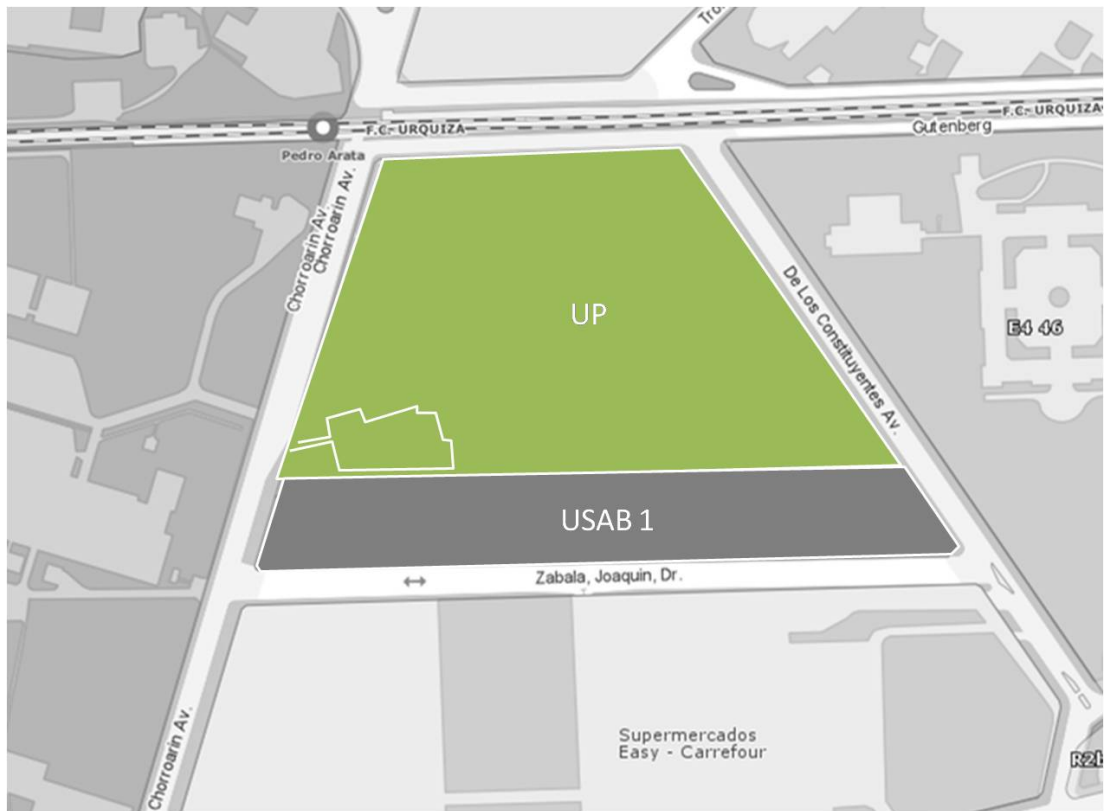 Tro
F.C. URQUIZA
F.C. URQUIZA
Gutenberg
Pedro Arata
Chorroarin Av.
Chorroarin Av.
De Los Constituyentes Av.
UP
E4 46
USAB 1
Zabala, Joaquin, Dr.
Chorroarin Av.
Supermercados
Easy - Carrefour
R2b